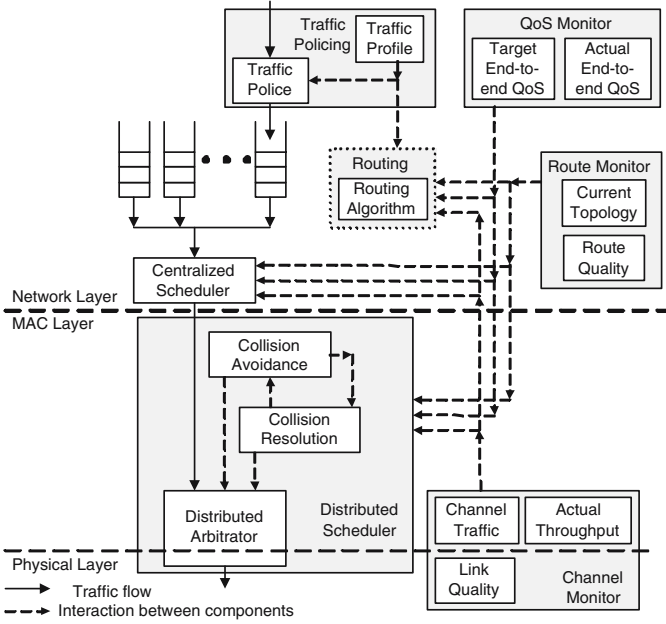 Traffic
Policing
Traffic
Profile
Traffic
Police
QoS Monitor
Target
End-to-
end QoS
Actual
End-to-
end QoS
Routing
Routing
Algorithm
Route Monitor
Current
Topology
Route
Quality
Centralized
Scheduler
Network Layer
MAC Layer
Collision
Avoidance
Collision
Resolution
Distributed
Arbitrator
Distributed
Scheduler
Channel
Traffic
Actual
Throughput
Physical Layer
Link
Quality
Channel
Monitor
Traffic flow
Interaction between components